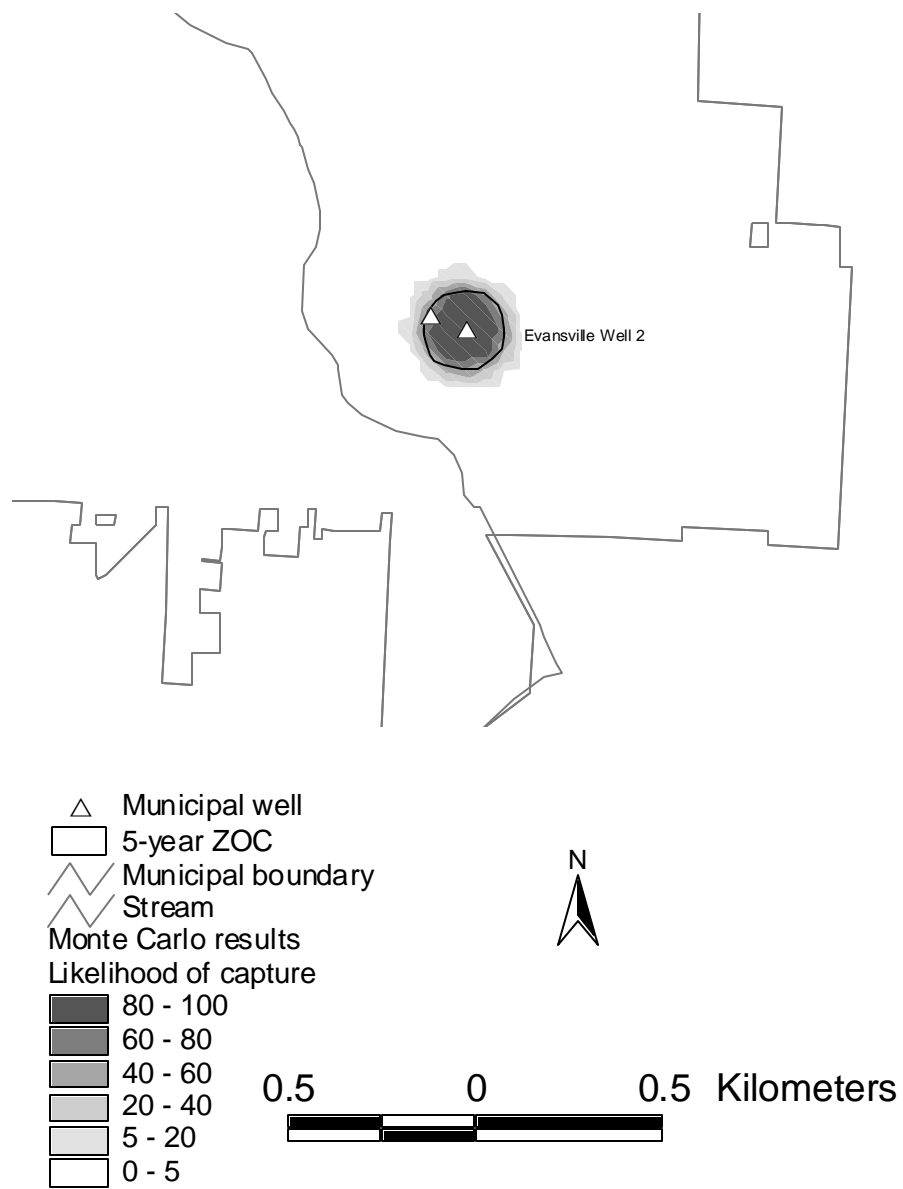 Evansville Well 2
Municipal well
5-year ZOC
Municipal boundary
Stream
Monte Carlo results
Likelihood of capture
80 - 100
60 - 80
40 - 60
20 - 40
5 - 20
0 - 5
N
0.5 0 0.5 Kilometers